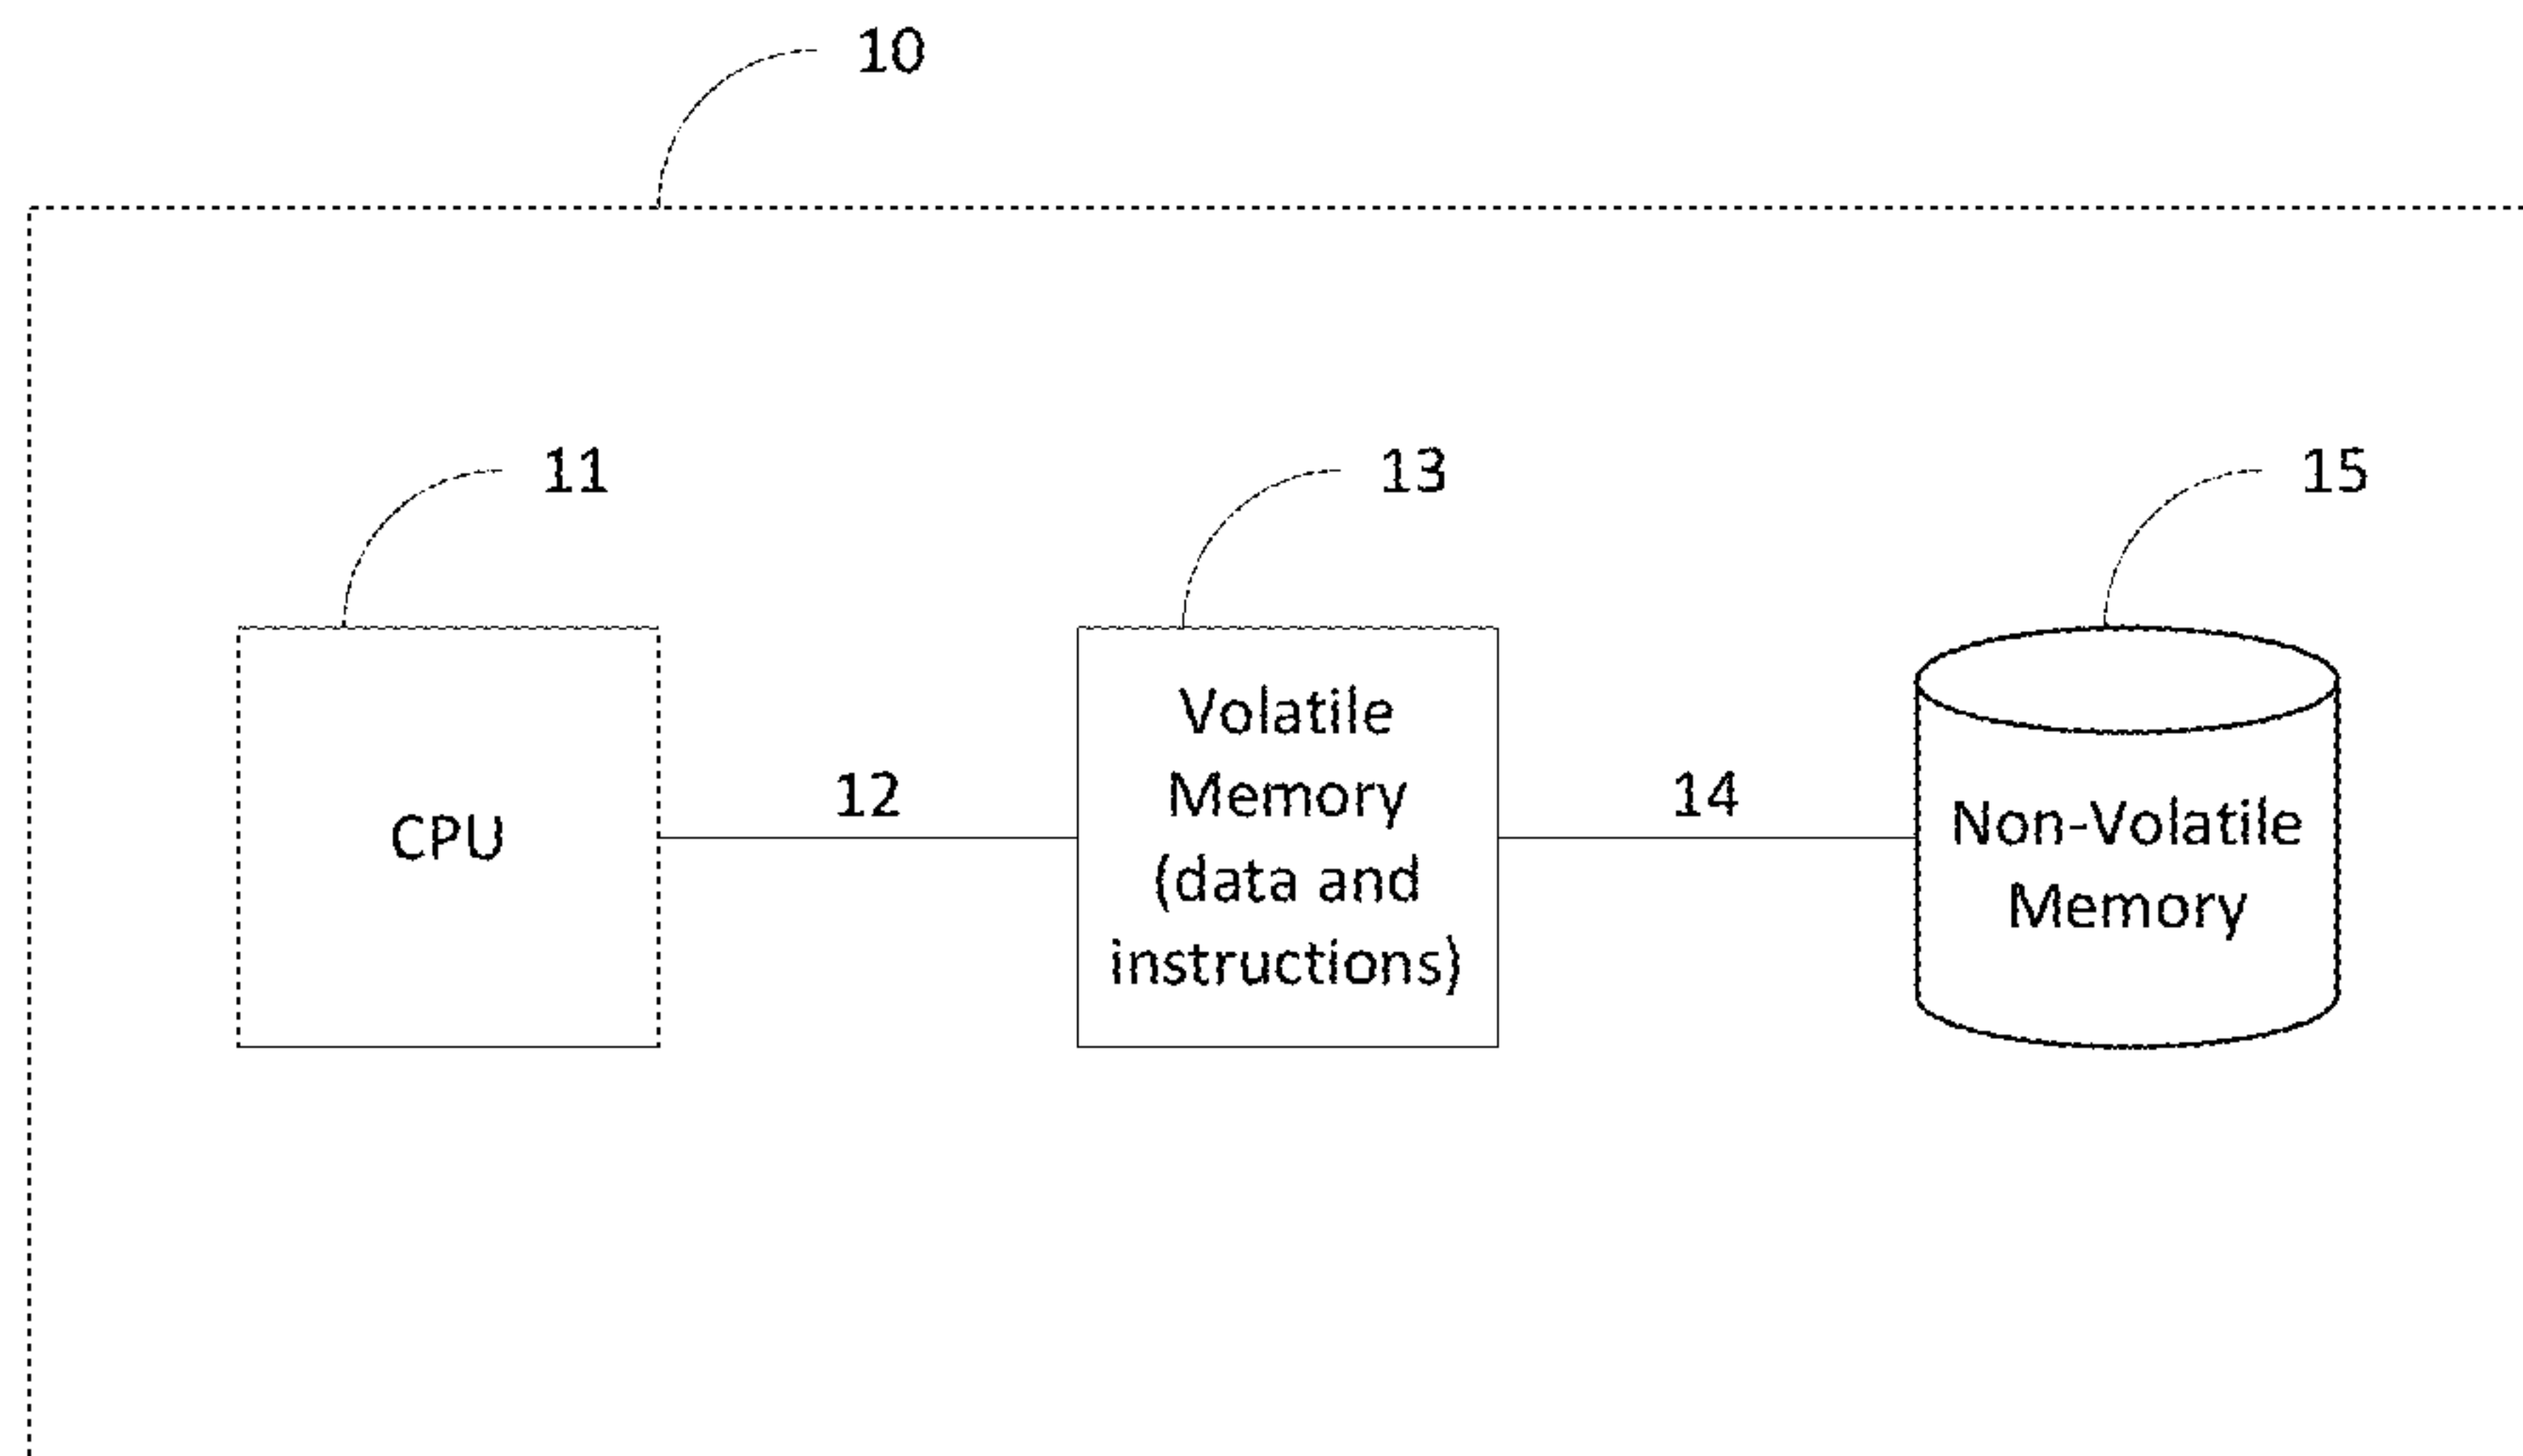 10
11
13
15
CPU
12
Volatile
Memory
(data and
instructions)
14
Non-Volatile
Memory